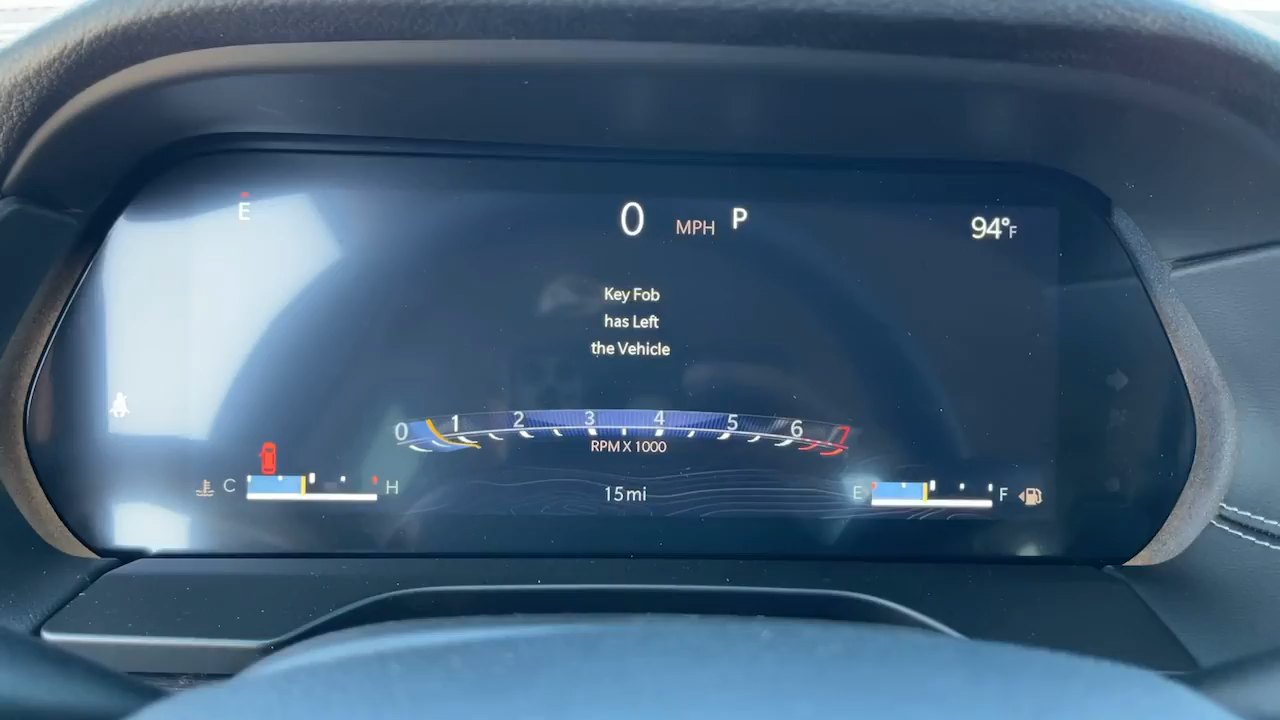 E
0 MPH P
94°F
Key Fob
has Left
the Vehicle
0 1 2 3 4 5 6 7
RPM X 1000
C H
15 mi
E F